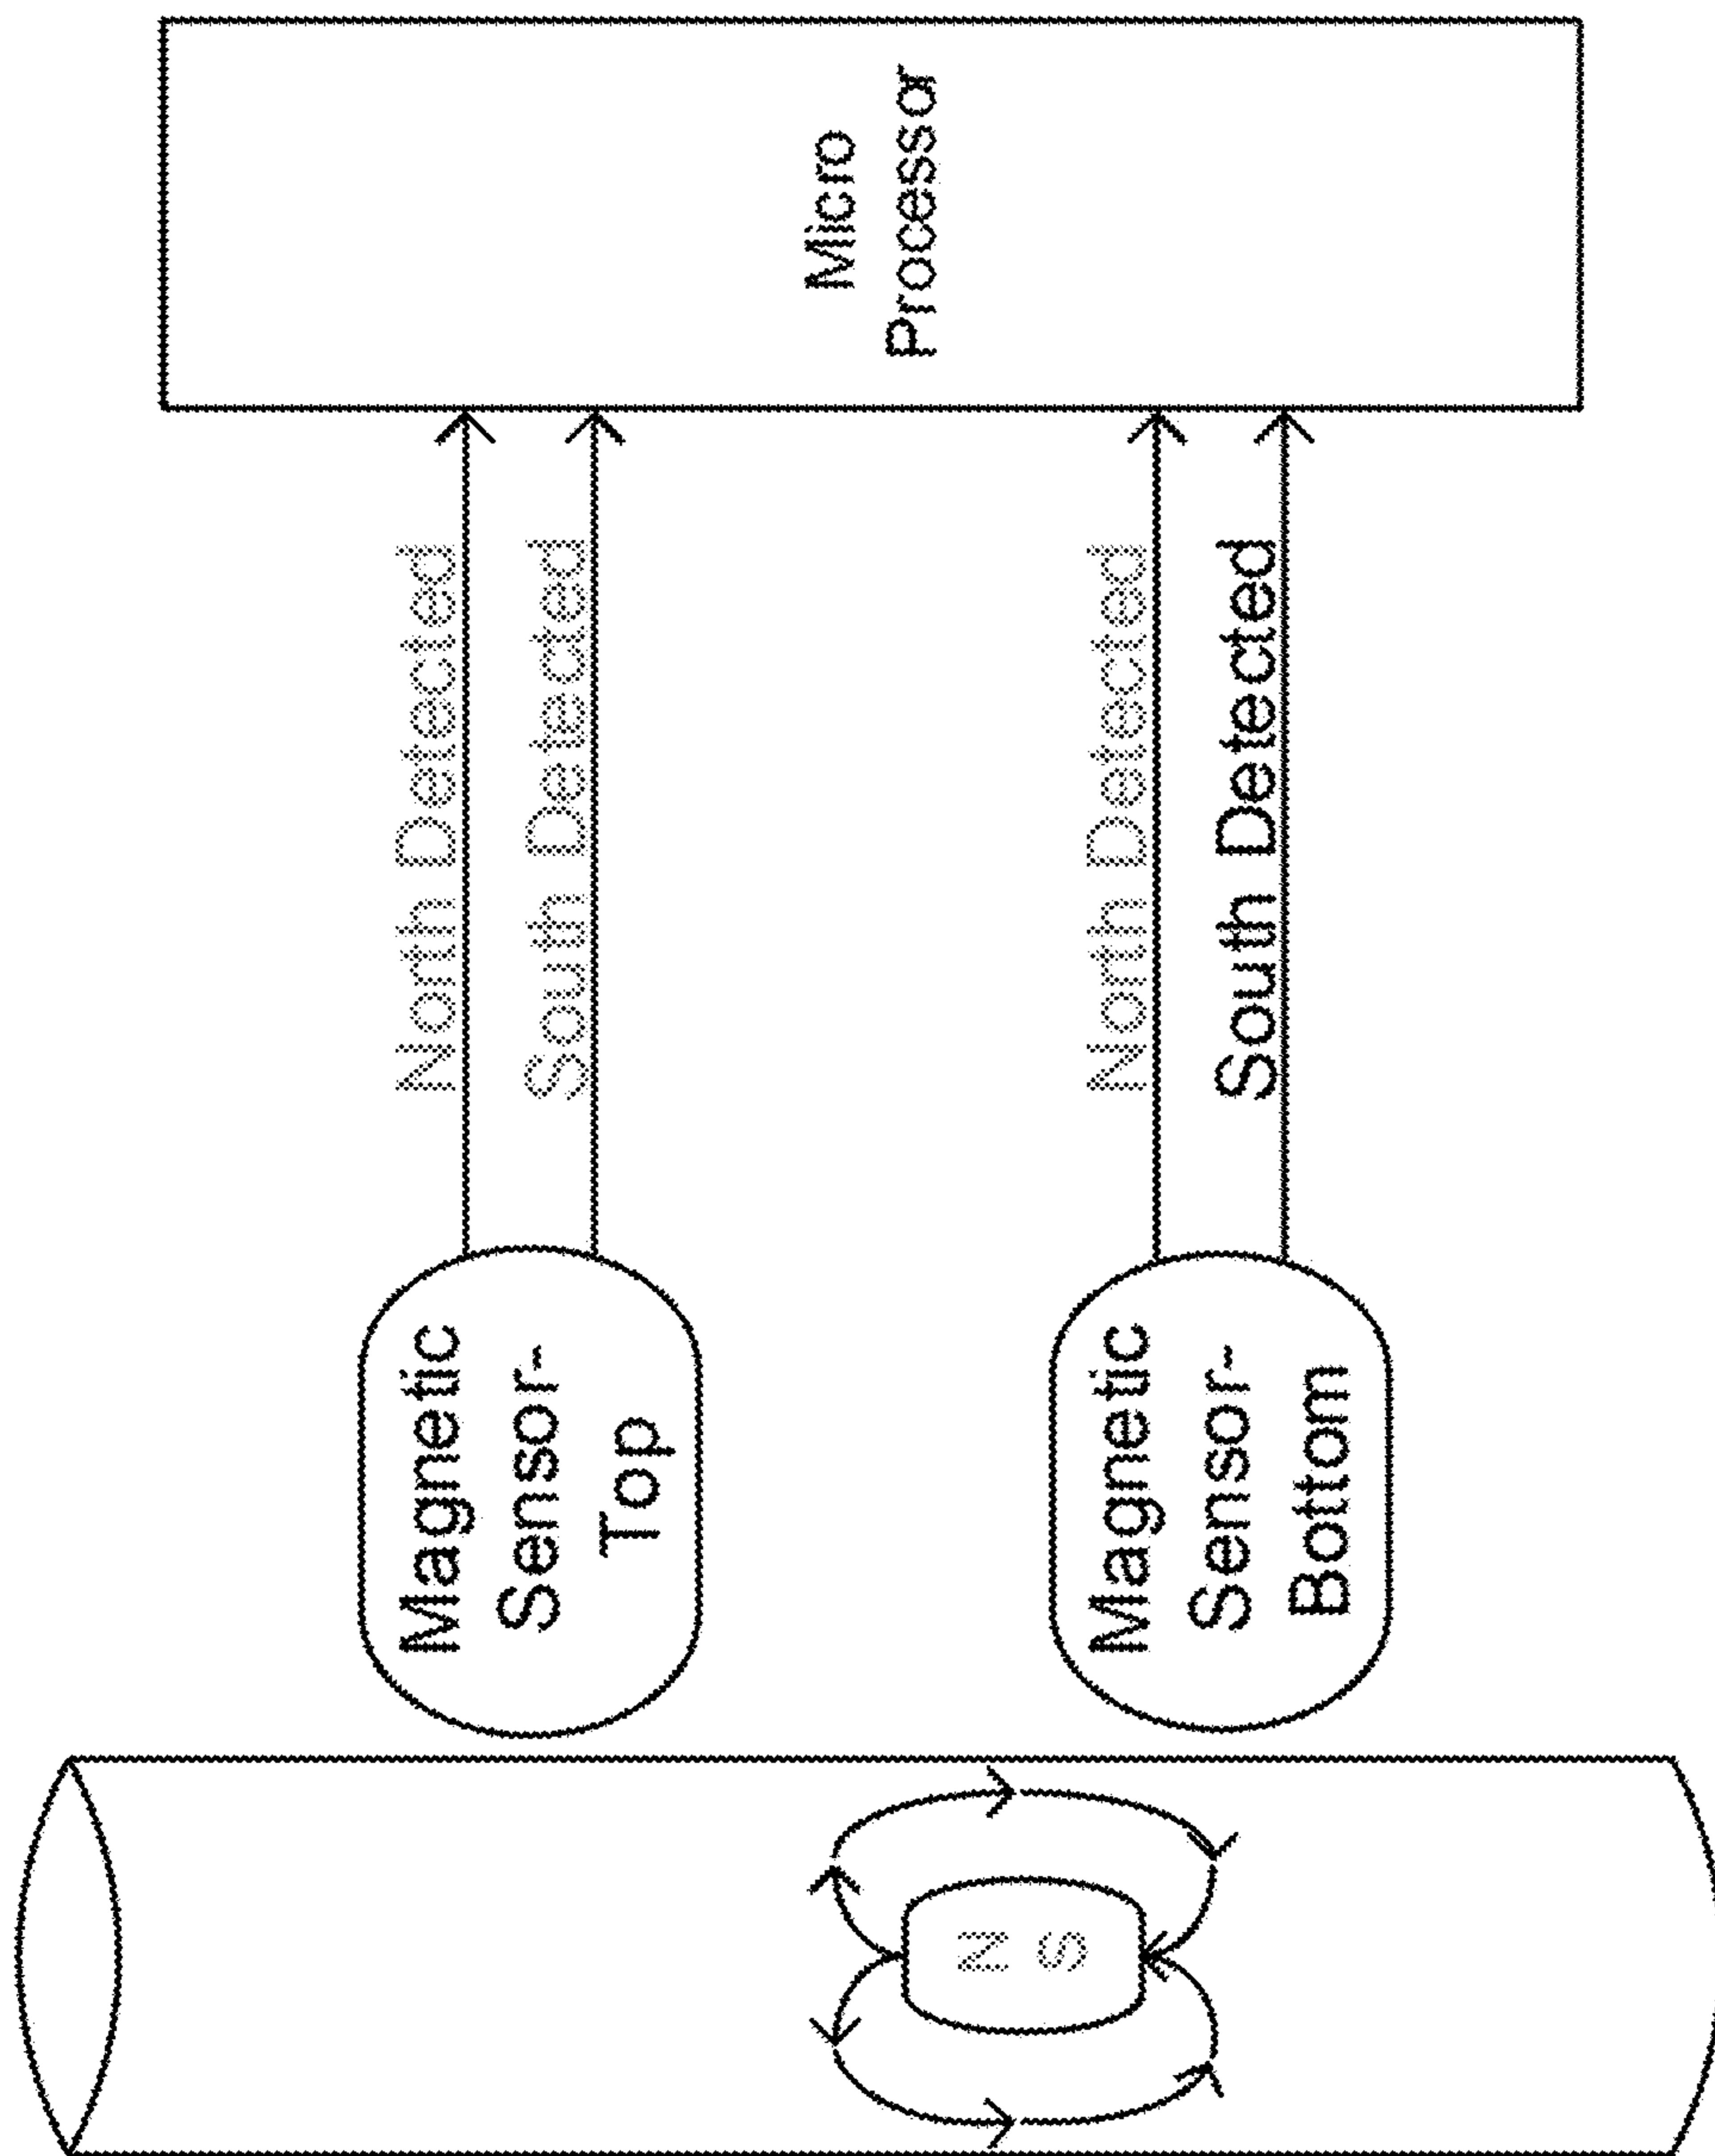 N
S
Magnetic
Sensor-
Top
North Detected
South Detected
Magnetic
Sensor-
Bottom
North Detected
South Detected
Micro
Processor